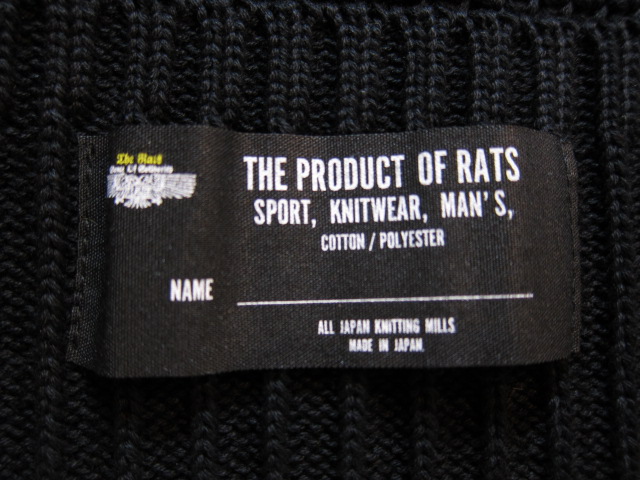 The Rats
THE PRODUCT OF RATS
SPORT, KNITWEAR, MAN'S,
COTTON / POLYESTER
NAME
ALL JAPAN KNITTING MILLS
MADE IN JAPAN.